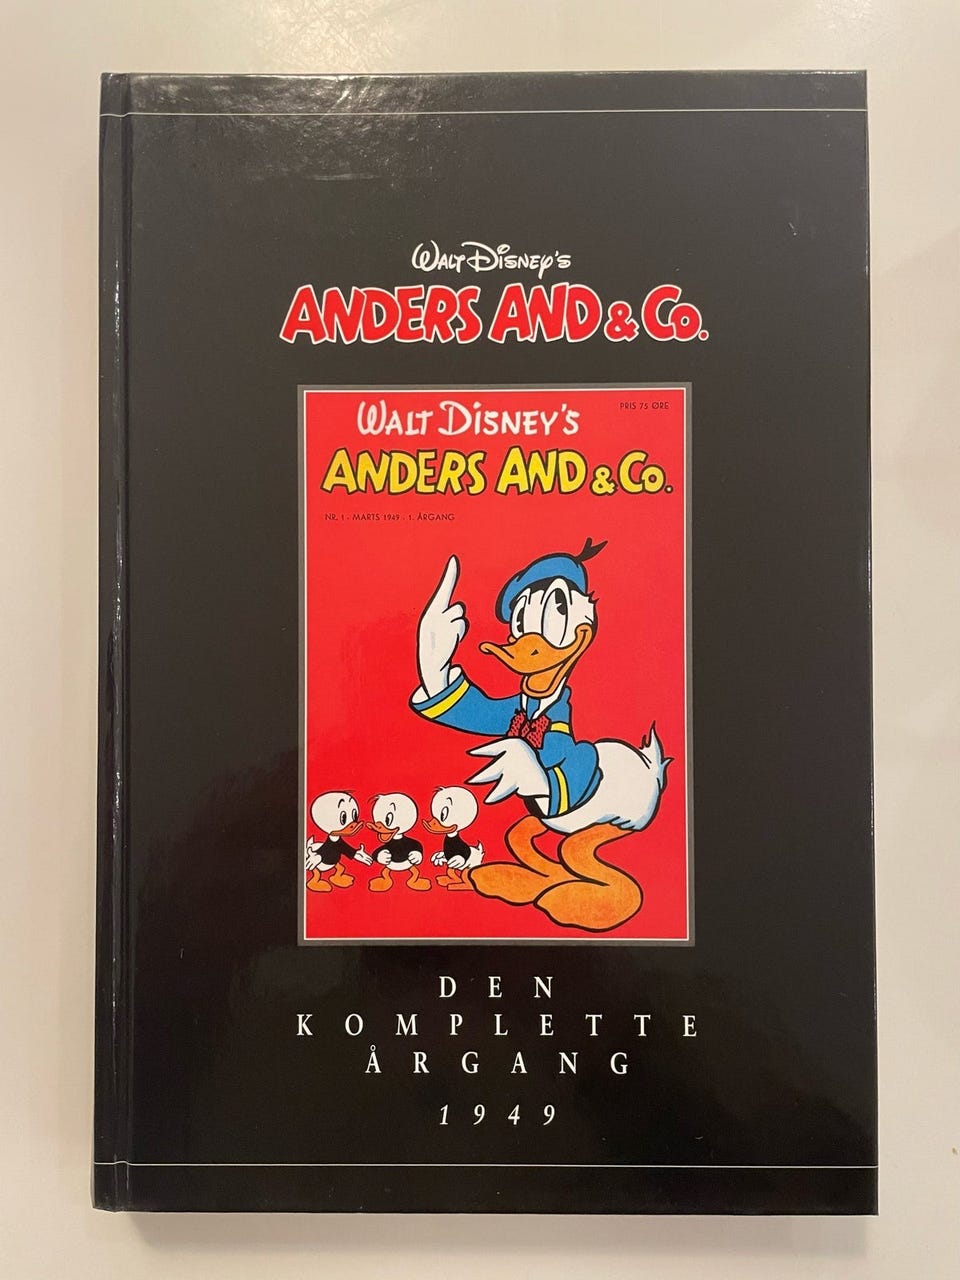 Walt Disney's
ANDERS AND & Co.
Walt Disney's
PRIS 75 ØRE
ANDERS AND & Co.
NR. 1 - MARTS 1949 - 1. ÅRGANG
DEN
KOMPLETTE
ÅRGANG
1949